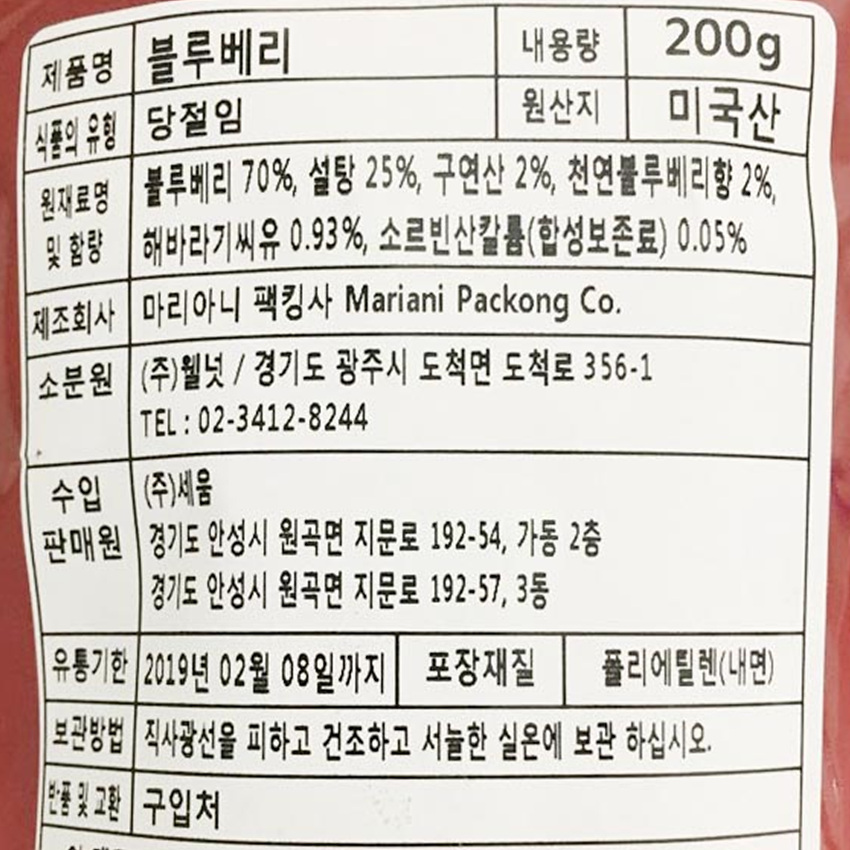 제품명 블루베리 내용량 200g
식품의 유형 당절임 원산지 미국산
원재료명 및 함량 블루베리 70%, 설탕 25%, 구연산 2%, 천연블루베리향 2%,
해바라기씨유 0.93%, 소르빈산칼륨(합성보존료) 0.05%
제조회사 마리아니 팩킹사 Mariani Packong Co.
소분원 (주)웰넛 / 경기도 광주시 도척면 도척로 356-1
TEL : 02-3412-8244
수입 판매원 (주)세움
경기도 안성시 원곡면 지문로 192-54, 가동 2층
경기도 안성시 원곡면 지문로 192-57, 3동
유통기한 2019년 02월 08일까지 포장재질 폴리에틸렌(내면)
보관방법 직사광선을 피하고 건조하고 서늘한 실온에 보관 하십시오.
반품 및 교환 구입처